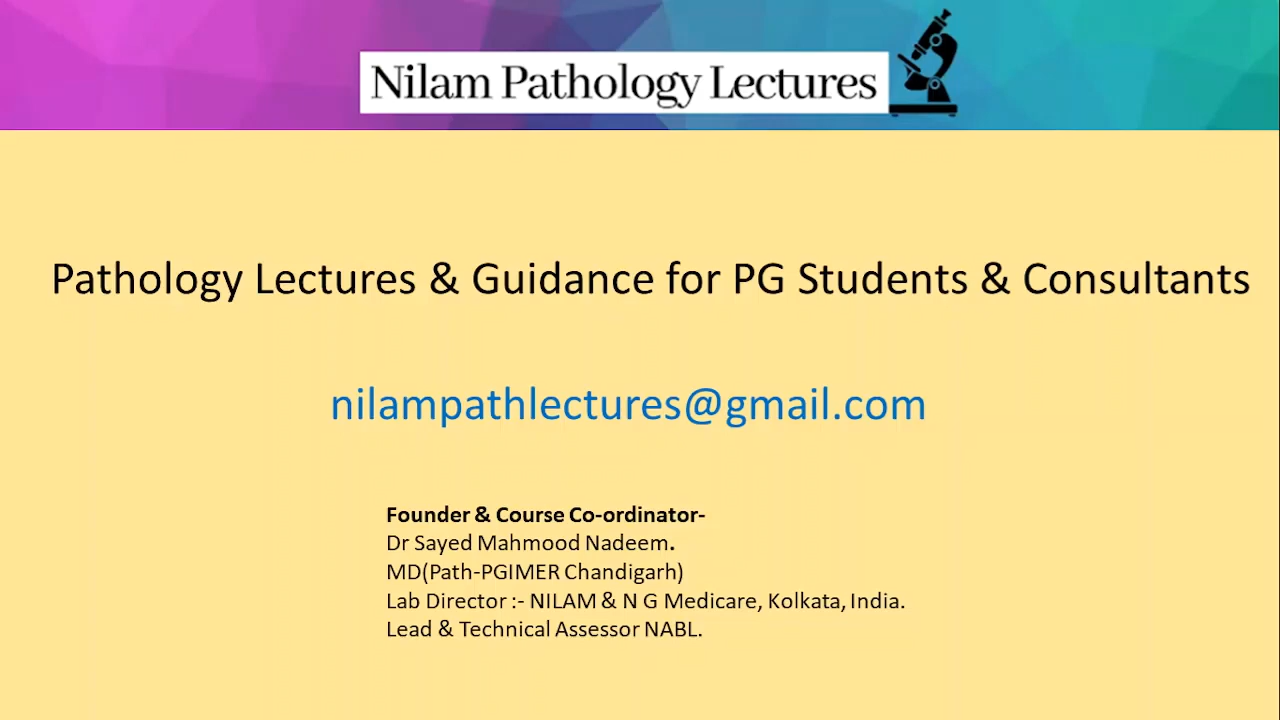 Nilam Pathology Lectures
Pathology Lectures & Guidance for PG Students & Consultants
nilampathlectures@gmail.com
Founder & Course Co-ordinator-
Dr Sayed Mahmood Nadeem.
MD(Path-PGIMER Chandigarh)
Lab Director :- NILAM & N G Medicare, Kolkata, India.
Lead & Technical Assessor NABL.